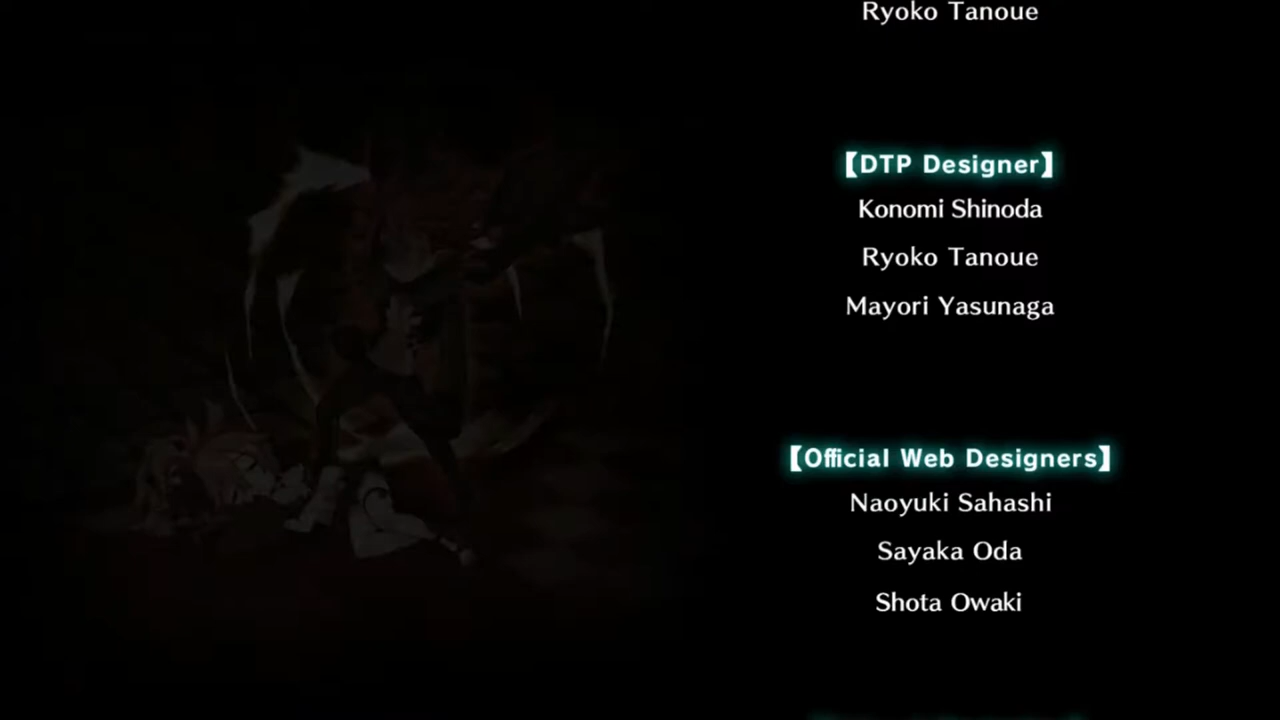 Ryoko Tanoue
【DTP Designer】
Konomi Shinoda
Ryoko Tanoue
Mayori Yasunaga
【Official Web Designers】
Naoyuki Sahashi
Sayaka Oda
Shota Owaki